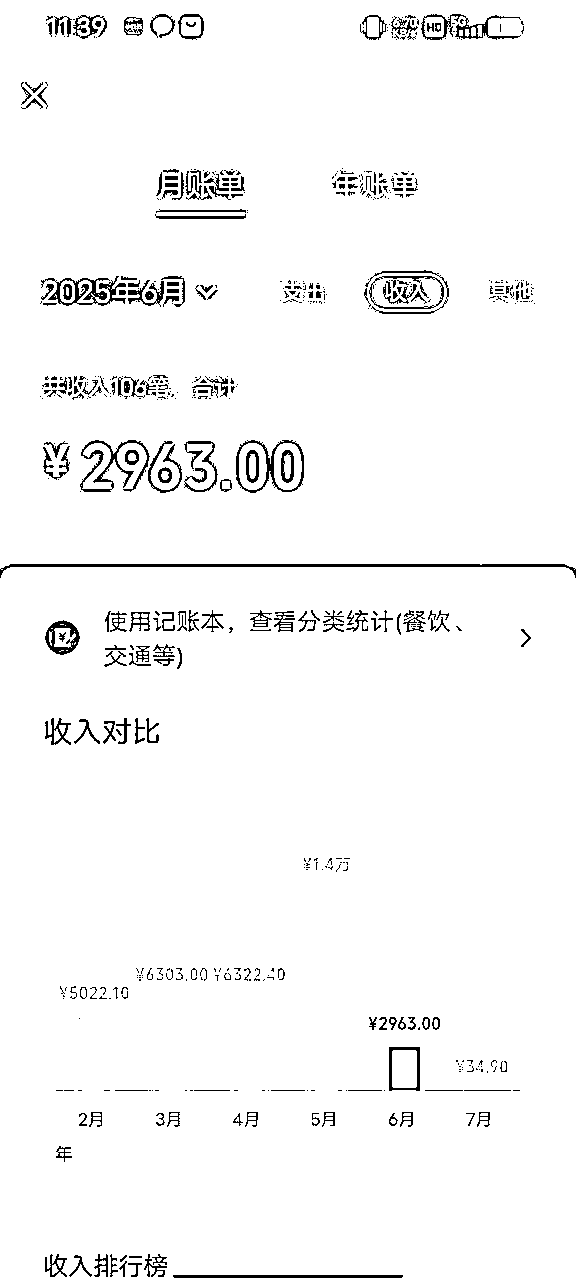 11:39 HD 5G
月账单 年账单
2025年6月 支出 收入 其他
共收入106笔，合计
¥2963.00
使用记账本，查看分类统计(餐饮、
交通等)
收入对比
¥1.4万
¥6303.00 ¥6322.40
¥5022.10
¥2963.00
¥34.90
2月 3月 4月 5月 6月 7月
年
收入排行榜